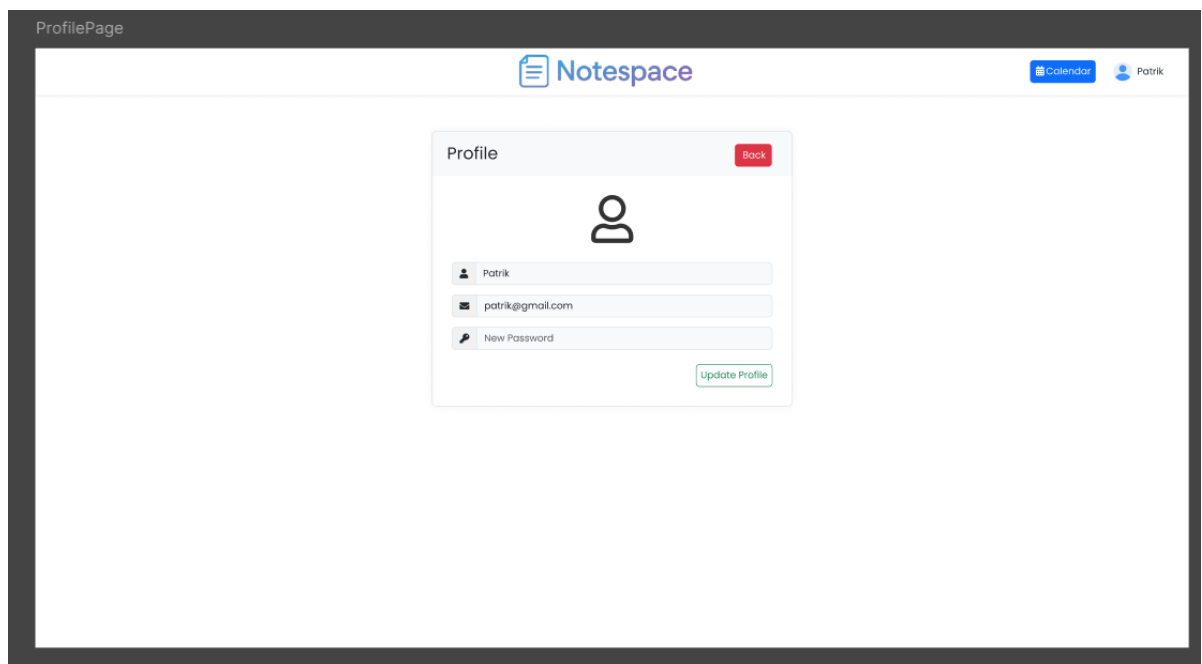 ProfilePage
Notespace
Calendar
Patrik
Profile
Back
Patrik
patrik@gmail.com
New Password
Update Profile